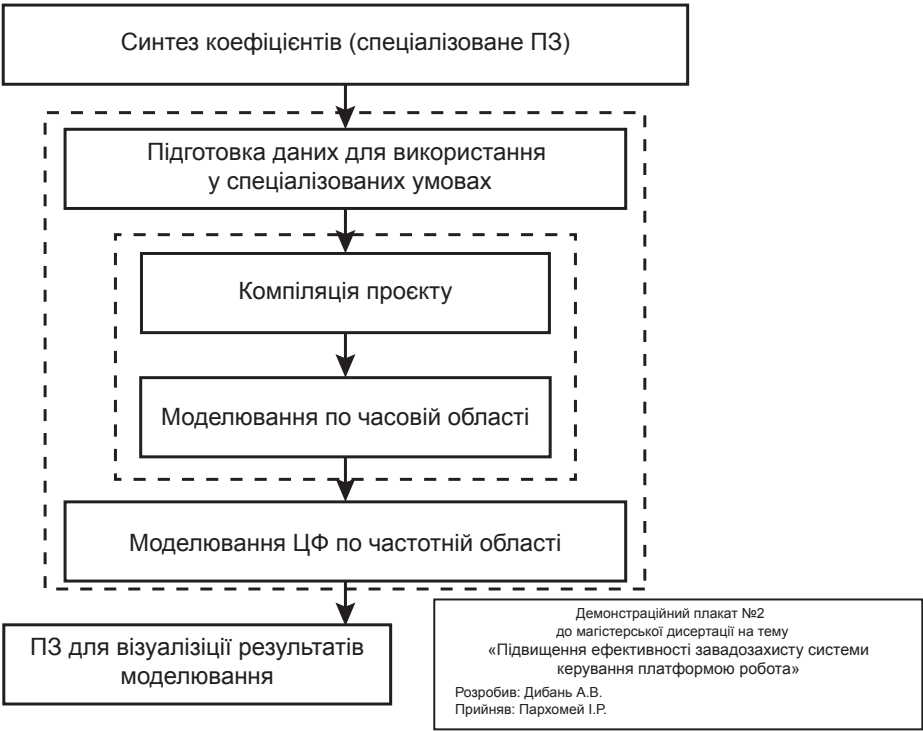 Синтез коефіцієнтів (спеціалізоване ПЗ)
Підготовка даних для використання
у спеціалізованих умовах
Компіляція проєкту
Моделювання по часовій області
Моделювання ЦФ по частотній області
ПЗ для візуалізіції результатів
моделювання
Демонстраційний плакат №2
до магістерської дисертації на тему
«Підвищення ефективності завадозахисту системи
керування платформою робота»
Розробив: Дибань А.В.
Прийняв: Пархомей І.Р.